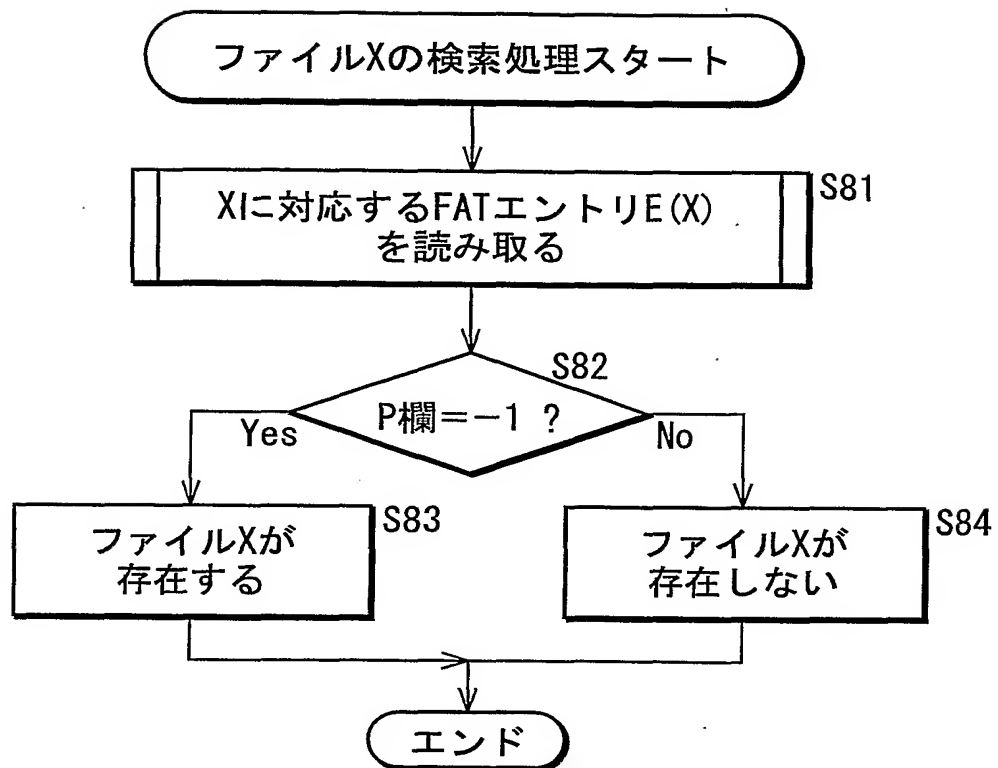 ファイルXの検索処理スタート
Xに対応するFATエントリE(X)
を読み取る
S81
P欄=-1 ?
S82
Yes
No
ファイルXが
存在する
S83
ファイルXが
存在しない
S84
エンド